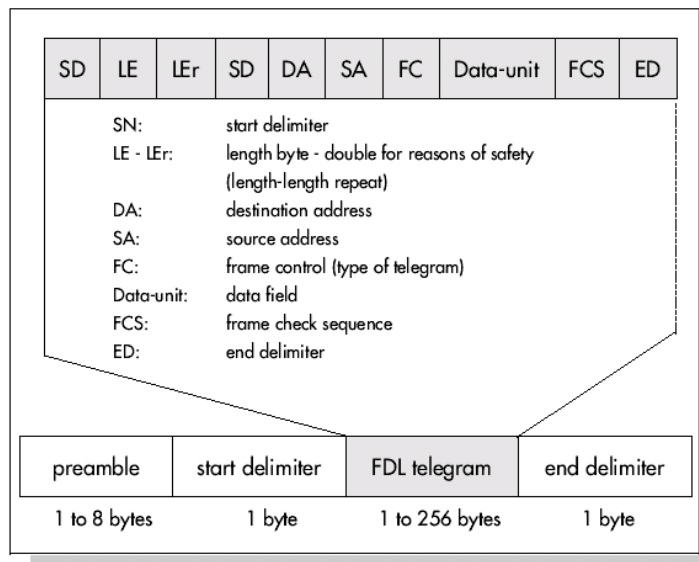 SD LE LEr SD DA SA FC Data-unit FCS ED
SN: start delimiter
LE - LEr: length byte - double for reasons of safety
(length-length repeat)
DA: destination address
SA: source address
FC: frame control (type of telegram)
Data-unit: data field
FCS: frame check sequence
ED: end delimiter
preamble start delimiter FDL telegram end delimiter
1 to 8 bytes 1 byte 1 to 256 bytes 1 byte